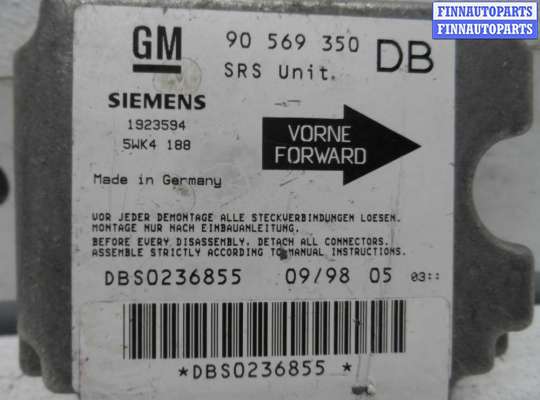 FINNAUTOPARTS
FINNAUTOPARTS
GM 90 569 350 DB
SRS Unit.
SIEMENS
1923594
5WK4 188
VORNE
FORWARD
Made in Germany
VOR JEDER DEMONTAGE ALLE STECKVERBINDUNGEN LOESEN.
MONTAGE NUR NACH EINBAUANLEITUNG.
BEFORE EVERY DISASSEMBLY, DETACH ALL CONNECTORS.
ASSEMBLE STRICTLY ACCORDING TO MANUAL INSTRUCTIONS.
DBS0236855 09/98 05 03::
*DBS0236855 *